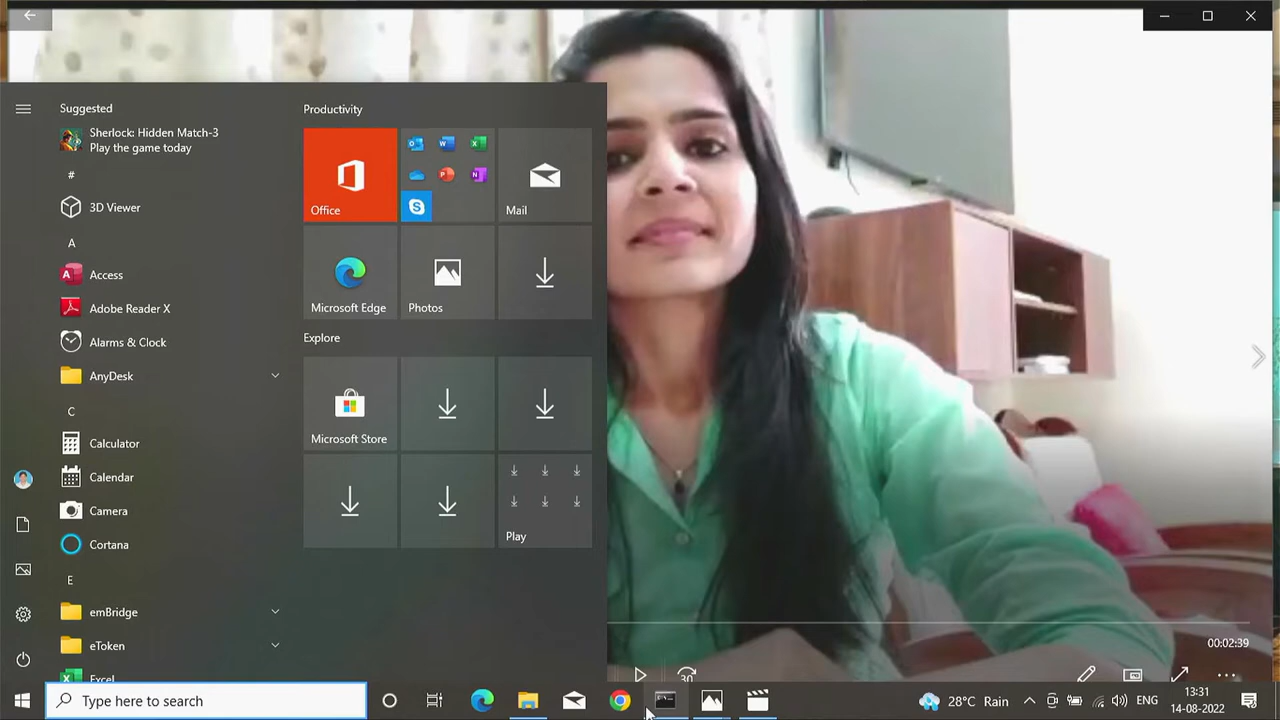 Suggested
Sherlock: Hidden Match-3
Play the game today
#
3D Viewer
A
Access
Adobe Reader X
Alarms & Clock
AnyDesk
C
Calculator
Calendar
Camera
Cortana
E
emBridge
eToken
Excel
Productivity
Office
Mail
Microsoft Edge
Photos
Explore
Microsoft Store
Play
00:02:39
30
Type here to search
28°C Rain
ENG
13:31
14-08-2022